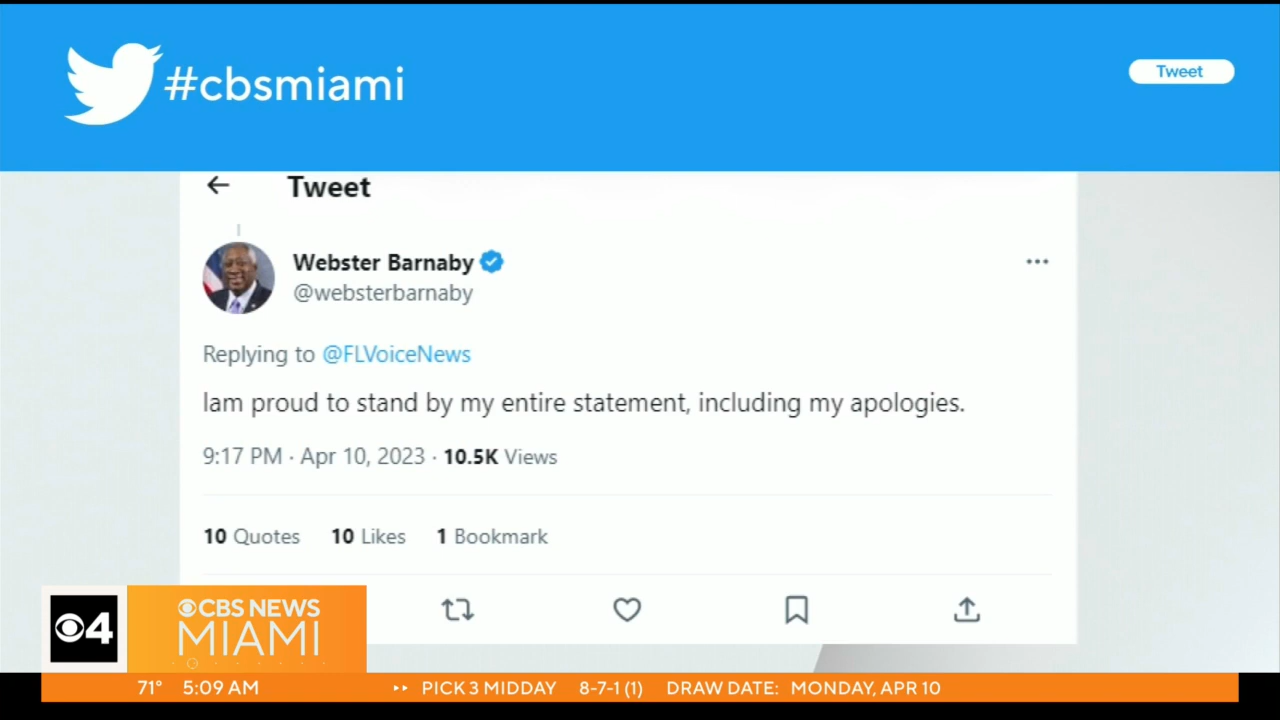 #cbsmiami
Tweet
Tweet
Webster Barnaby
@websterbarnaby
Replying to @FLVoiceNews
Iam proud to stand by my entire statement, including my apologies.
9:17 PM · Apr 10, 2023 · 10.5K Views
10 Quotes 10 Likes 1 Bookmark
4
CBS NEWS
MIAMI
71° 5:09 AM PICK 3 MIDDAY 8-7-1 (1) DRAW DATE: MONDAY, APR 10